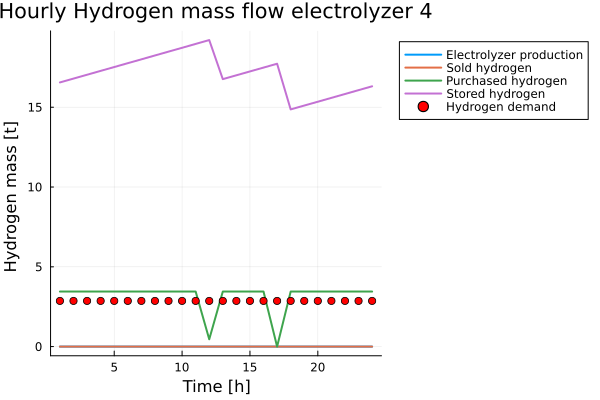 Hourly Hydrogen mass flow electrolyzer 4
Electrolyzer production
Sold hydrogen
Purchased hydrogen
Stored hydrogen
Hydrogen demand
Hydrogen mass [t]
15
10
5
0
5 10 15 20
Time [h]